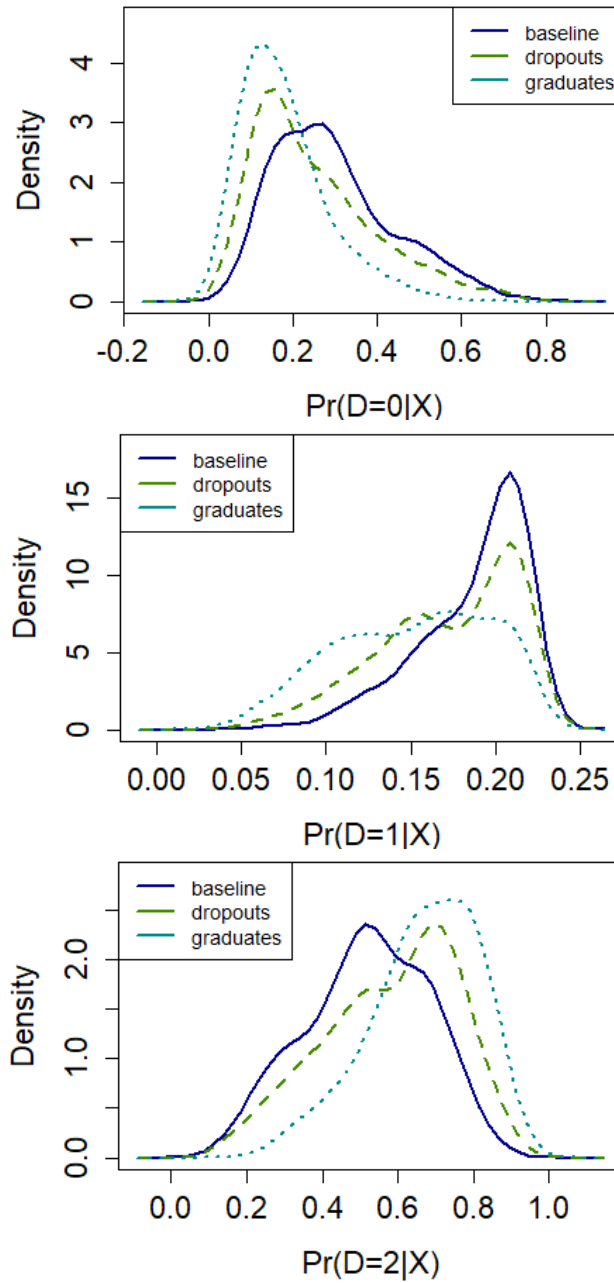 baseline
dropouts
graduates
Density
0 1 2 3 4
-0.2 0.0 0.2 0.4 0.6 0.8
Pr(D=0|X)
baseline
dropouts
graduates
Density
0 5 10 15
0.00 0.05 0.10 0.15 0.20 0.25
Pr(D=1|X)
baseline
dropouts
graduates
Density
0.0 1.0 2.0
0.0 0.2 0.4 0.6 0.8 1.0
Pr(D=2|X)